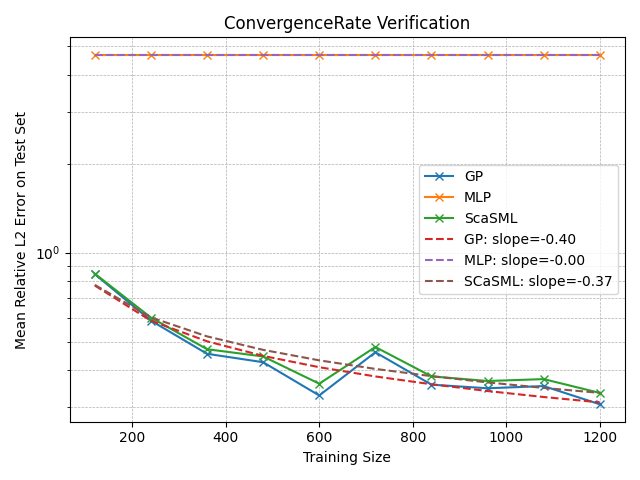 ConvergenceRate Verification
Mean Relative L2 Error on Test Set
10⁰
GP
MLP
ScaSML
GP: slope=-0.40
MLP: slope=-0.00
SCaSML: slope=-0.37
200 400 600 800 1000 1200
Training Size